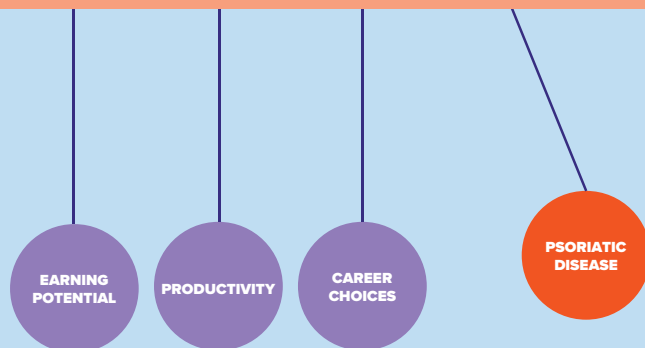 EARNING
POTENTIAL
PRODUCTIVITY
CAREER
CHOICES
PSORIATIC
DISEASE